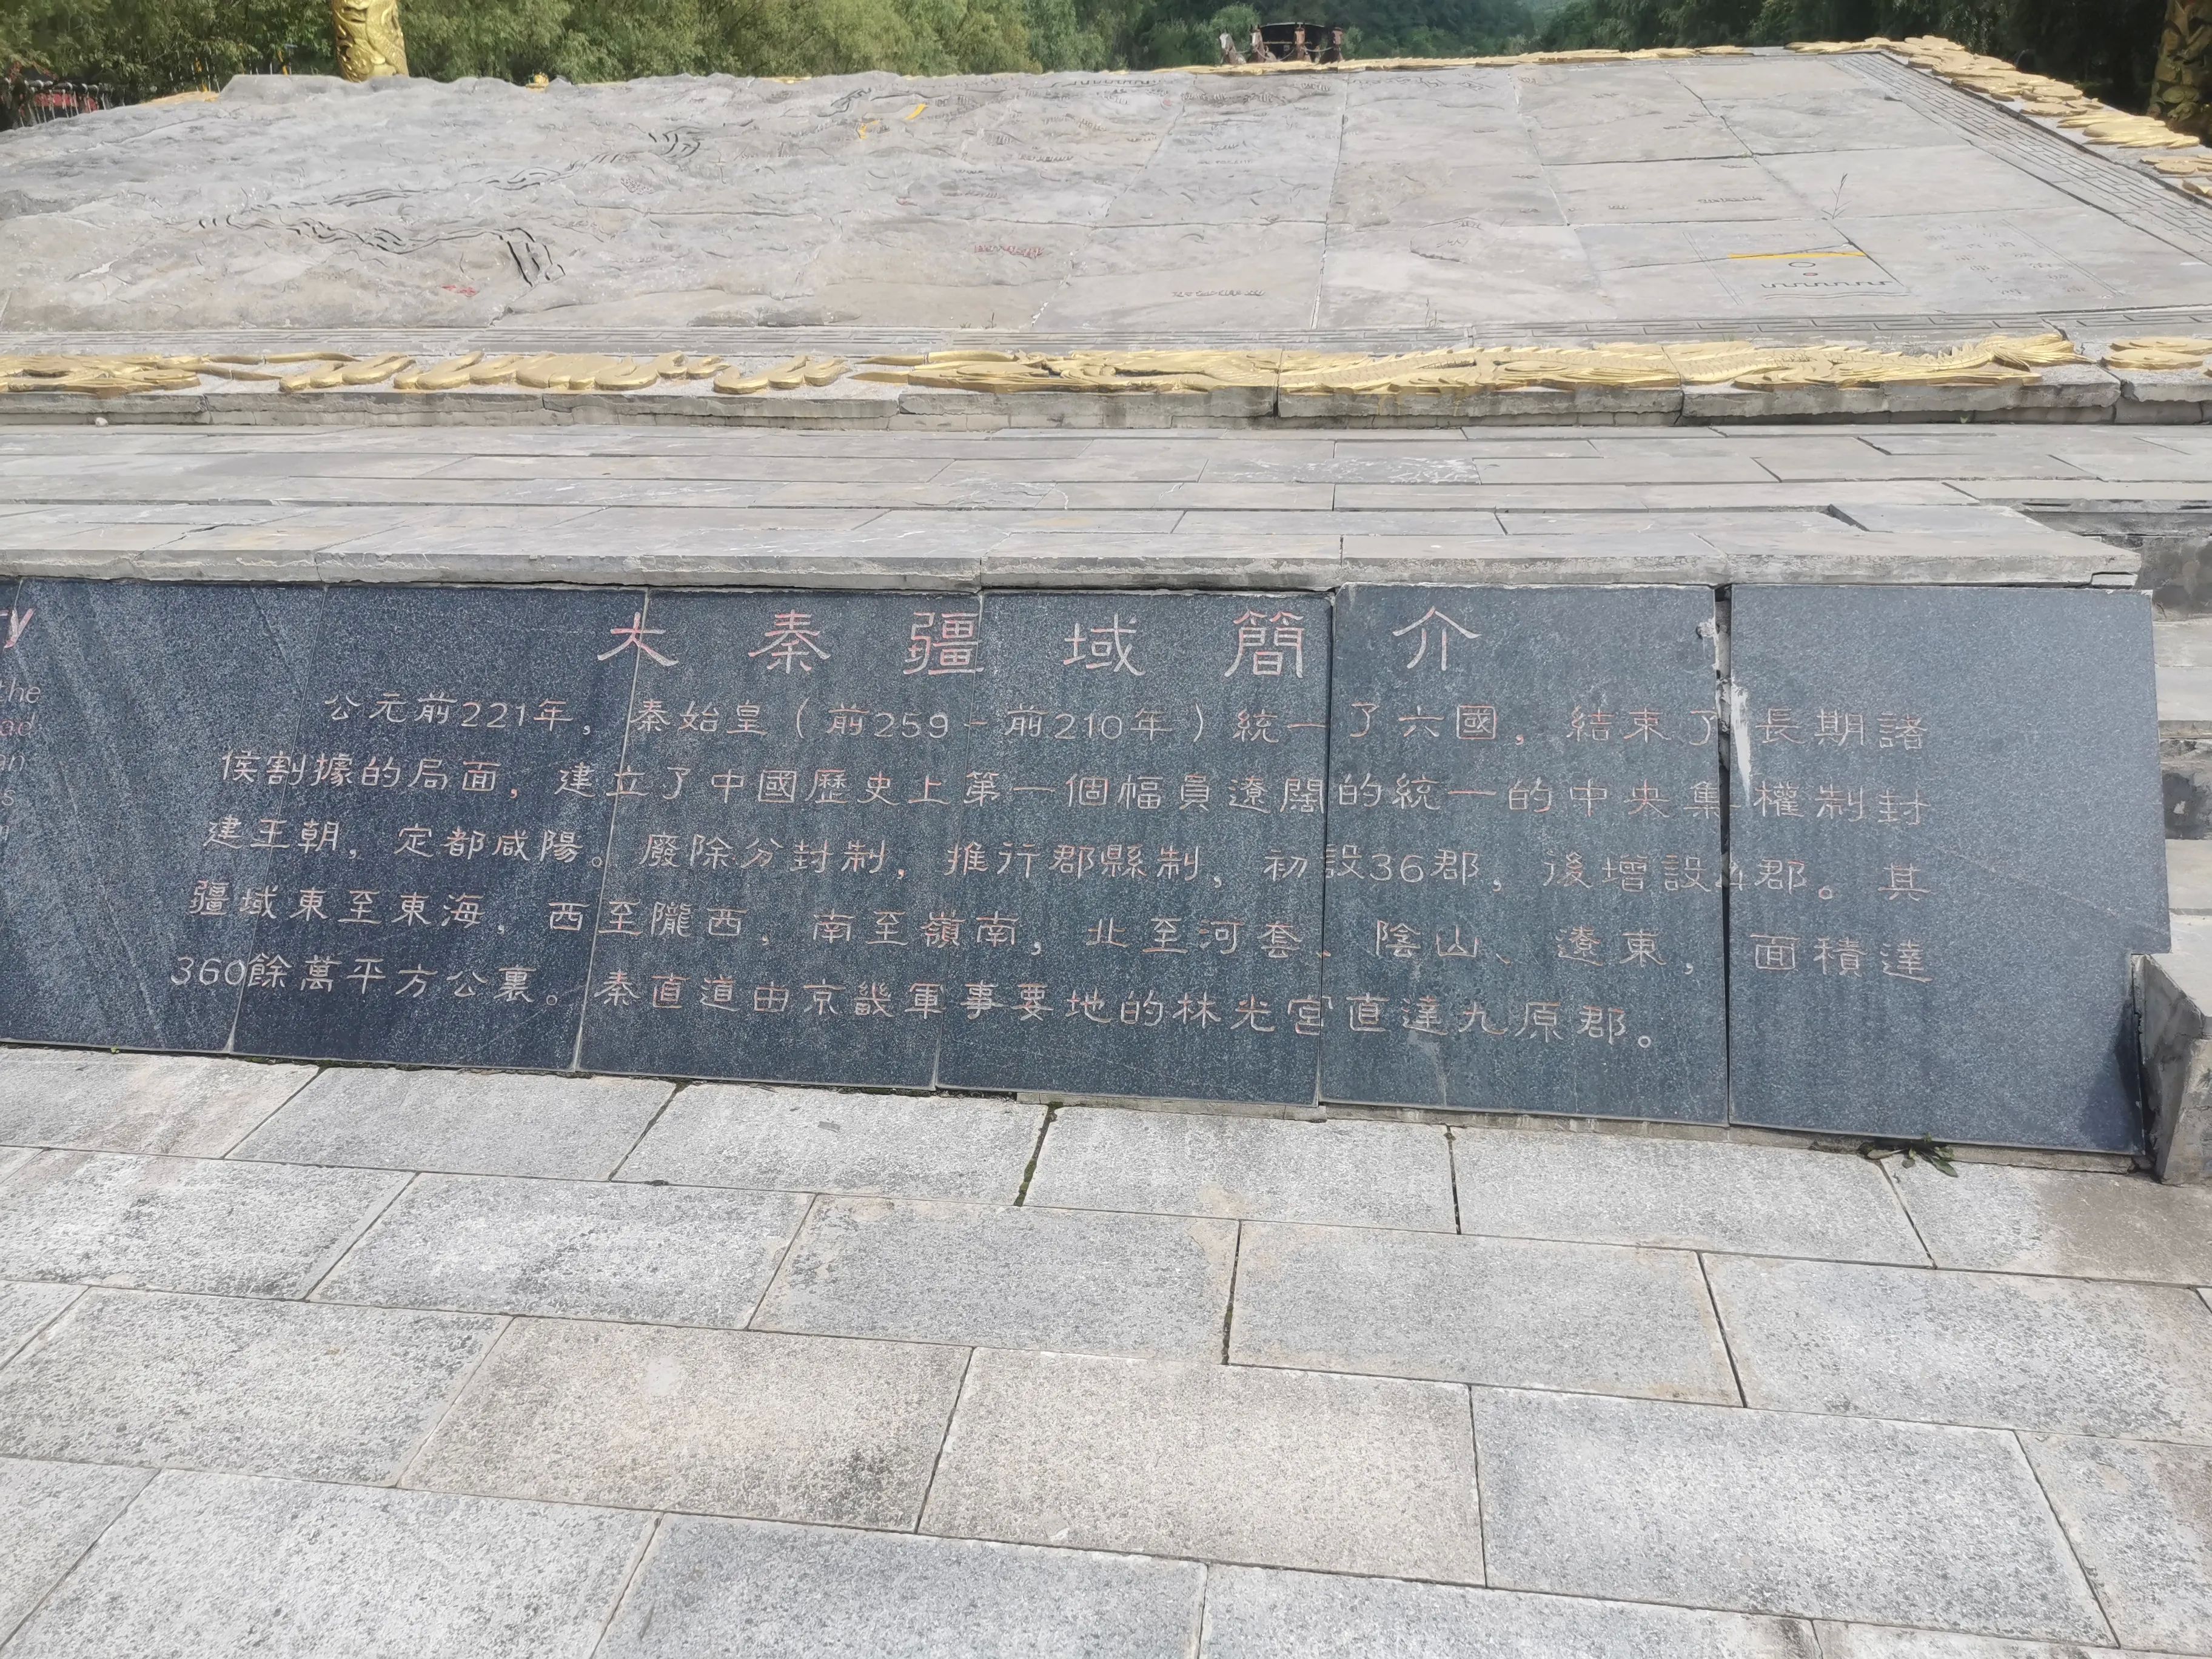 大秦疆域簡介
公元前221年，秦始皇（前259-前210年）統一了六國，結束了長期諸
侯割據的局面，建立了中國歷史上第一個幅員遼闊的統一的中央集權制封
建王朝，定都咸陽。廢除分封制，推行郡縣制，初設36郡，後增設4郡。其
疆域東至東海，西至隴西，南至嶺南，北至河套、陰山、遼東，面積達
360餘萬平方公裏。秦直道由京畿軍事要地的林光宮直達九原郡。
the